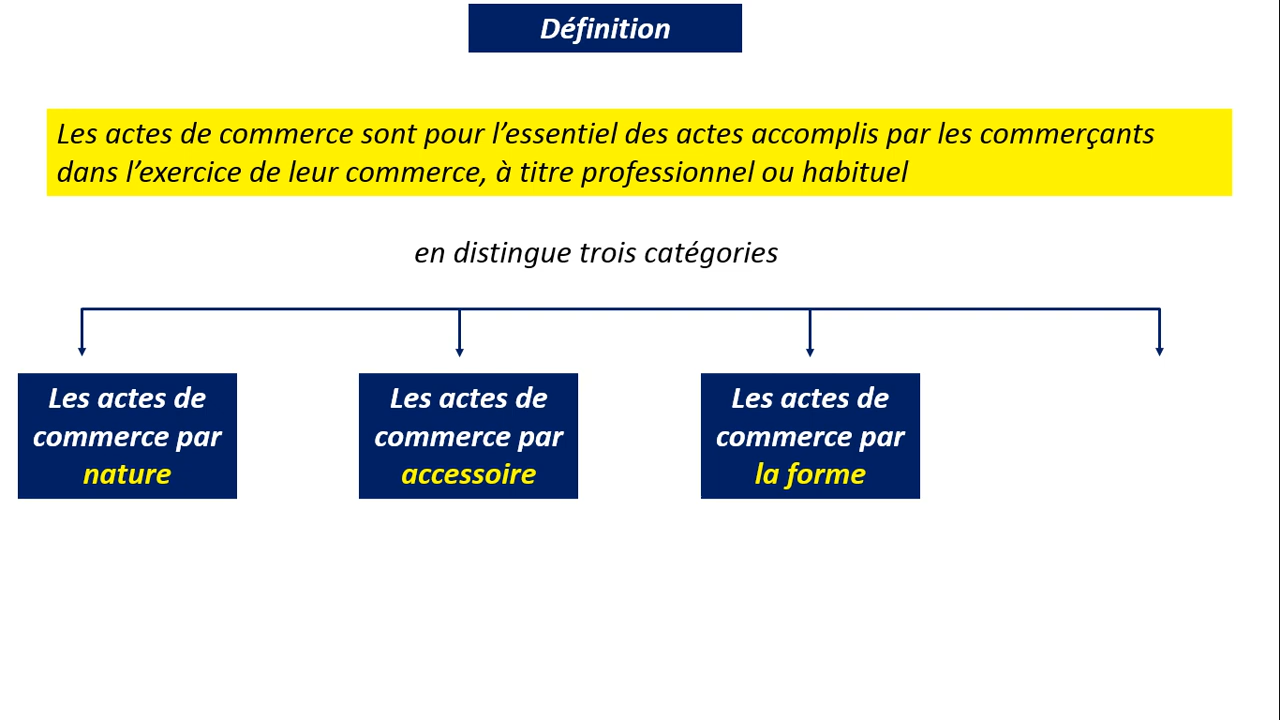 Définition
Les actes de commerce sont pour l’essentiel des actes accomplis par les commerçants
dans l’exercice de leur commerce, à titre professionnel ou habituel
en distingue trois catégories
Les actes de
commerce par
nature
Les actes de
commerce par
accessoire
Les actes de
commerce par
la forme